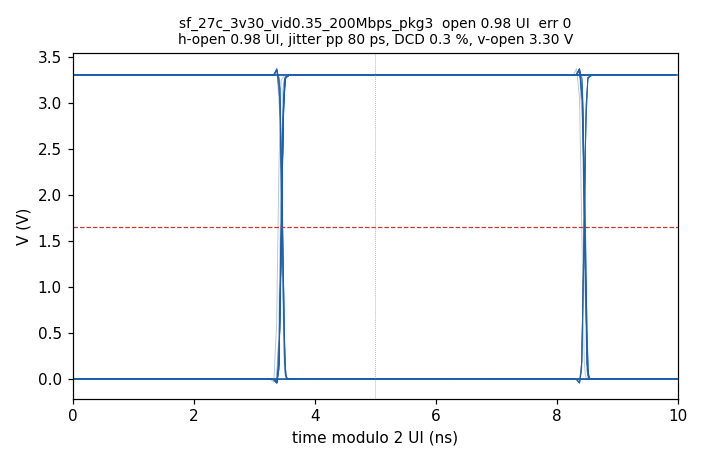 sf_27c_3v30_vid0.35_200Mbps_pkg3  open 0.98 UI  err 0
h-open 0.98 UI, jitter pp 80 ps, DCD 0.3 %, v-open 3.30 V
3.5
3.0
2.5
2.0
1.5
1.0
0.5
0.0
V (V)
0 2 4 6 8 10
time modulo 2 UI (ns)